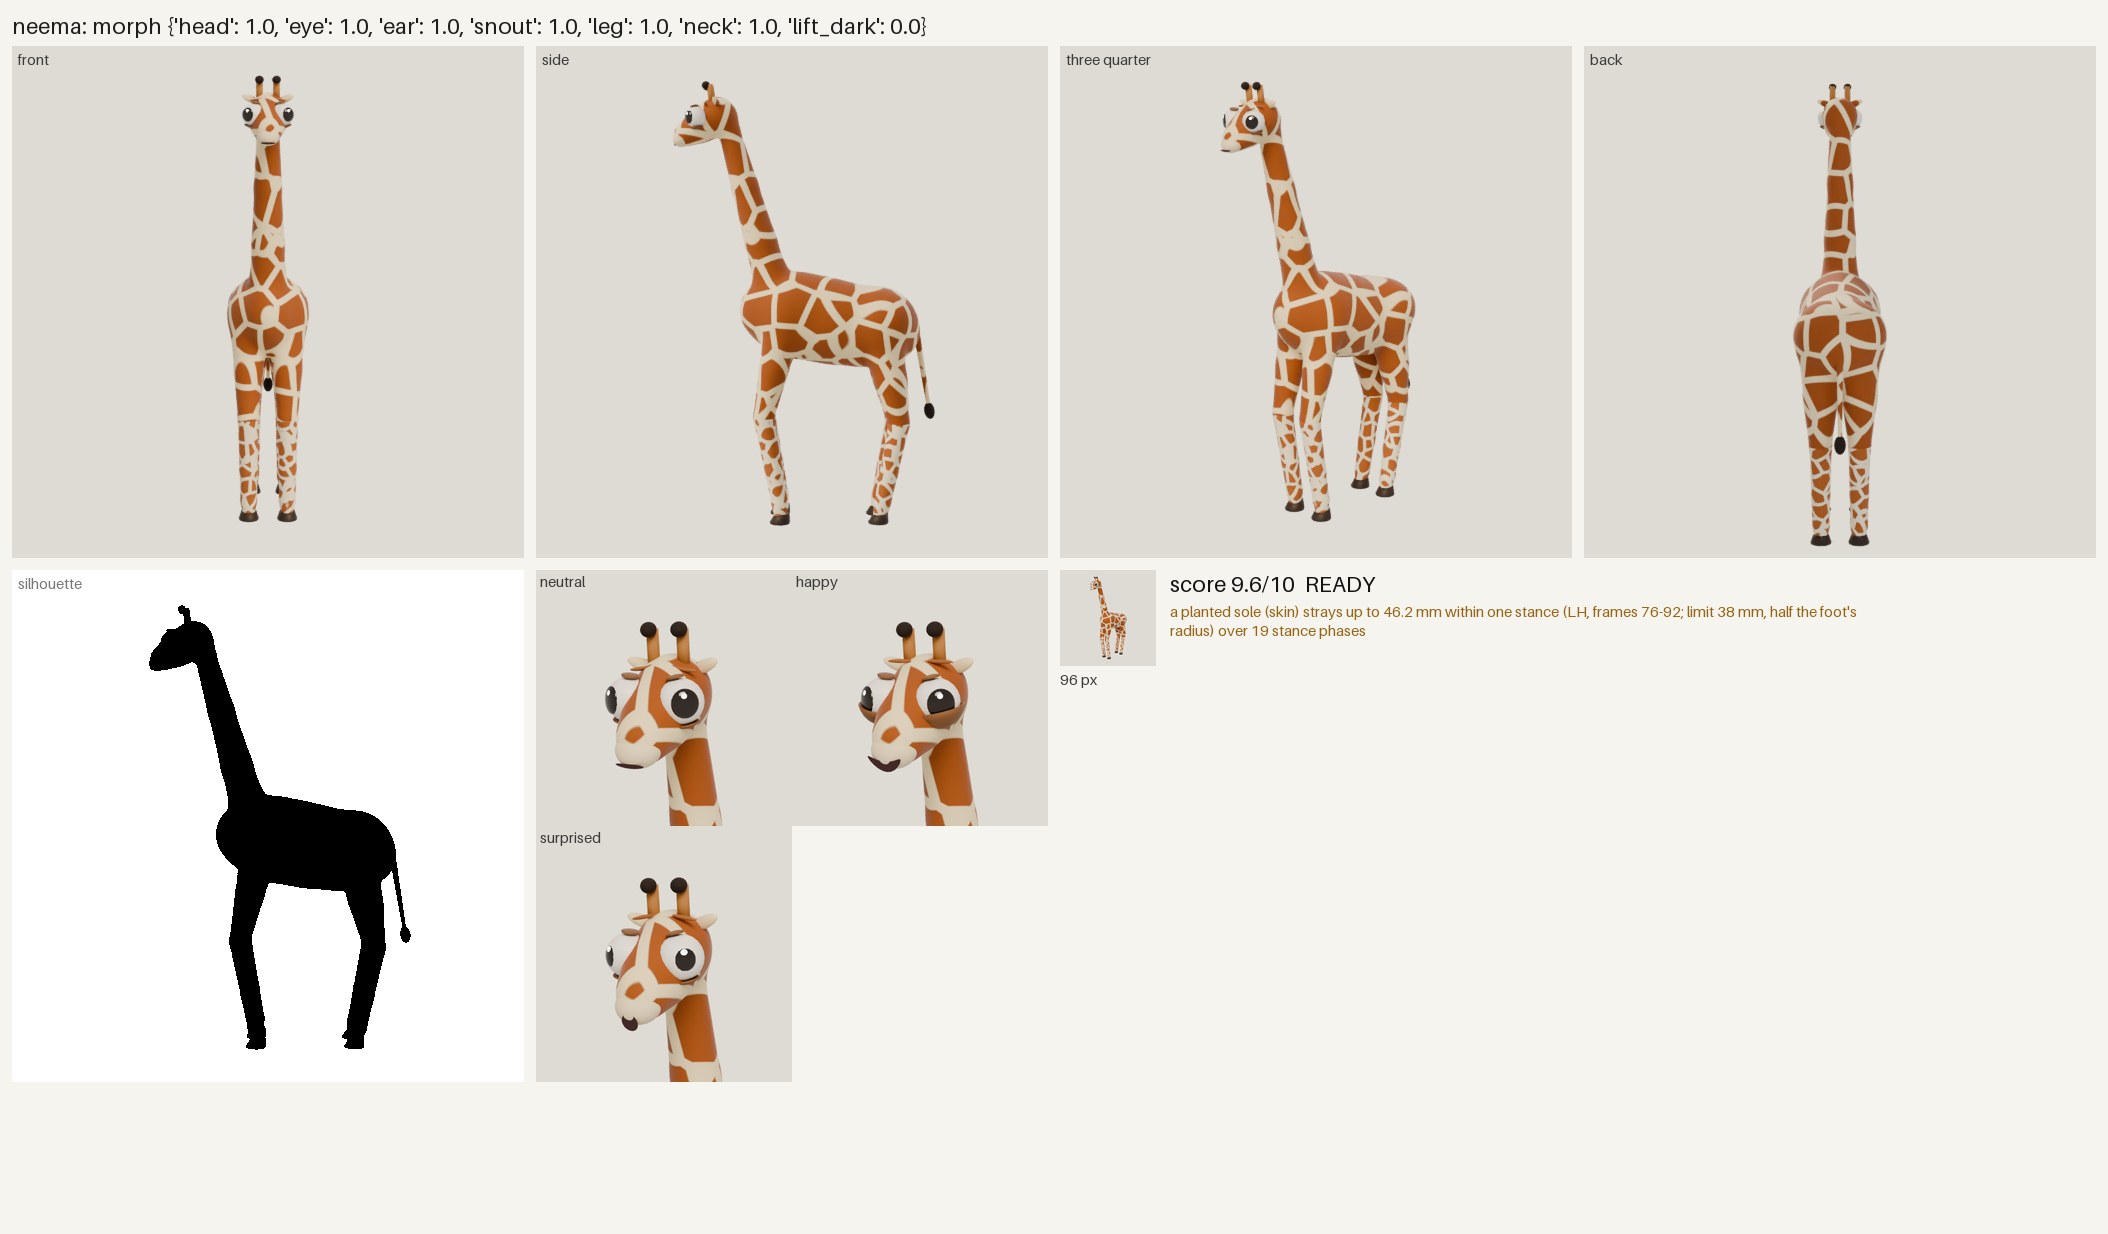 neema: morph {'head': 1.0, 'eye': 1.0, 'ear': 1.0, 'snout': 1.0, 'leg': 1.0, 'neck': 1.0, 'lift_dark': 0.0}
front
side
three quarter
back
silhouette
neutral
happy
surprised
96 px
score 9.6/10 READY
a planted sole (skin) strays up to 46.2 mm within one stance (LH, frames 76-92; limit 38 mm, half the foot's
radius) over 19 stance phases